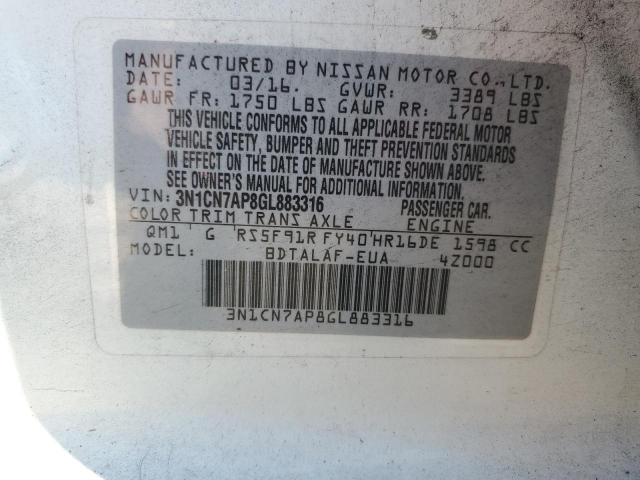 MANUFACTURED BY NISSAN MOTOR CO.,LTD.
DATE: 03/16. GVWR: 3389 LBS
GAWR FR: 1750 LBS GAWR RR: 1708 LBS
THIS VEHICLE CONFORMS TO ALL APPLICABLE FEDERAL MOTOR
VEHICLE SAFETY, BUMPER AND THEFT PREVENTION STANDARDS
IN EFFECT ON THE DATE OF MANUFACTURE SHOWN ABOVE.
SEE OWNER'S MANUAL FOR ADDITIONAL INFORMATION.
VIN: 3N1CN7AP8GL883316 PASSENGER CAR.
COLOR TRIM TRANS AXLE ENGINE
QM1 G RS5F91R FY40 HR16DE 1598 CC
MODEL: BDTALAF-EUA 4Z000
3N1CN7AP8GL883316